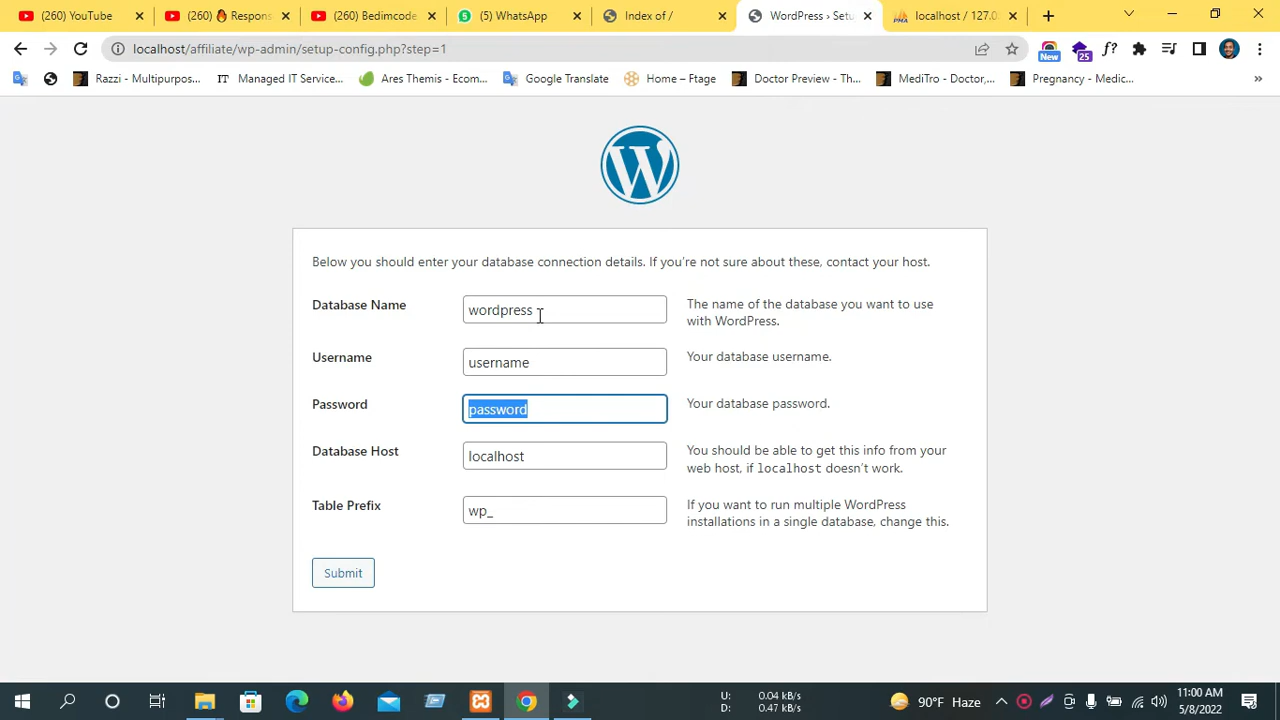 (260) YouTube
(260) 🔥 Respons
(260) Bedimcode
(5) WhatsApp
Index of /
WordPress › Setu
localhost / 127.0
localhost/affiliate/wp-admin/setup-config.php?step=1
New
25
f?
Razzi - Multipurpos...
Managed IT Service...
Ares Themis - Ecom...
Google Translate
Home – Ftage
Doctor Preview - Th...
MediTro - Doctor,...
Pregnancy - Medic...
»
W
Below you should enter your database connection details. If you're not sure about these, contact your host.
Database Name
wordpress
The name of the database you want to use
with WordPress.
Username
username
Your database username.
Password
password
Your database password.
Database Host
localhost
You should be able to get this info from your
web host, if localhost doesn't work.
Table Prefix
wp_
If you want to run multiple WordPress
installations in a single database, change this.
Submit
U: 0.04 kB/s
D: 0.47 kB/s
90°F Haze
11:00 AM
5/8/2022